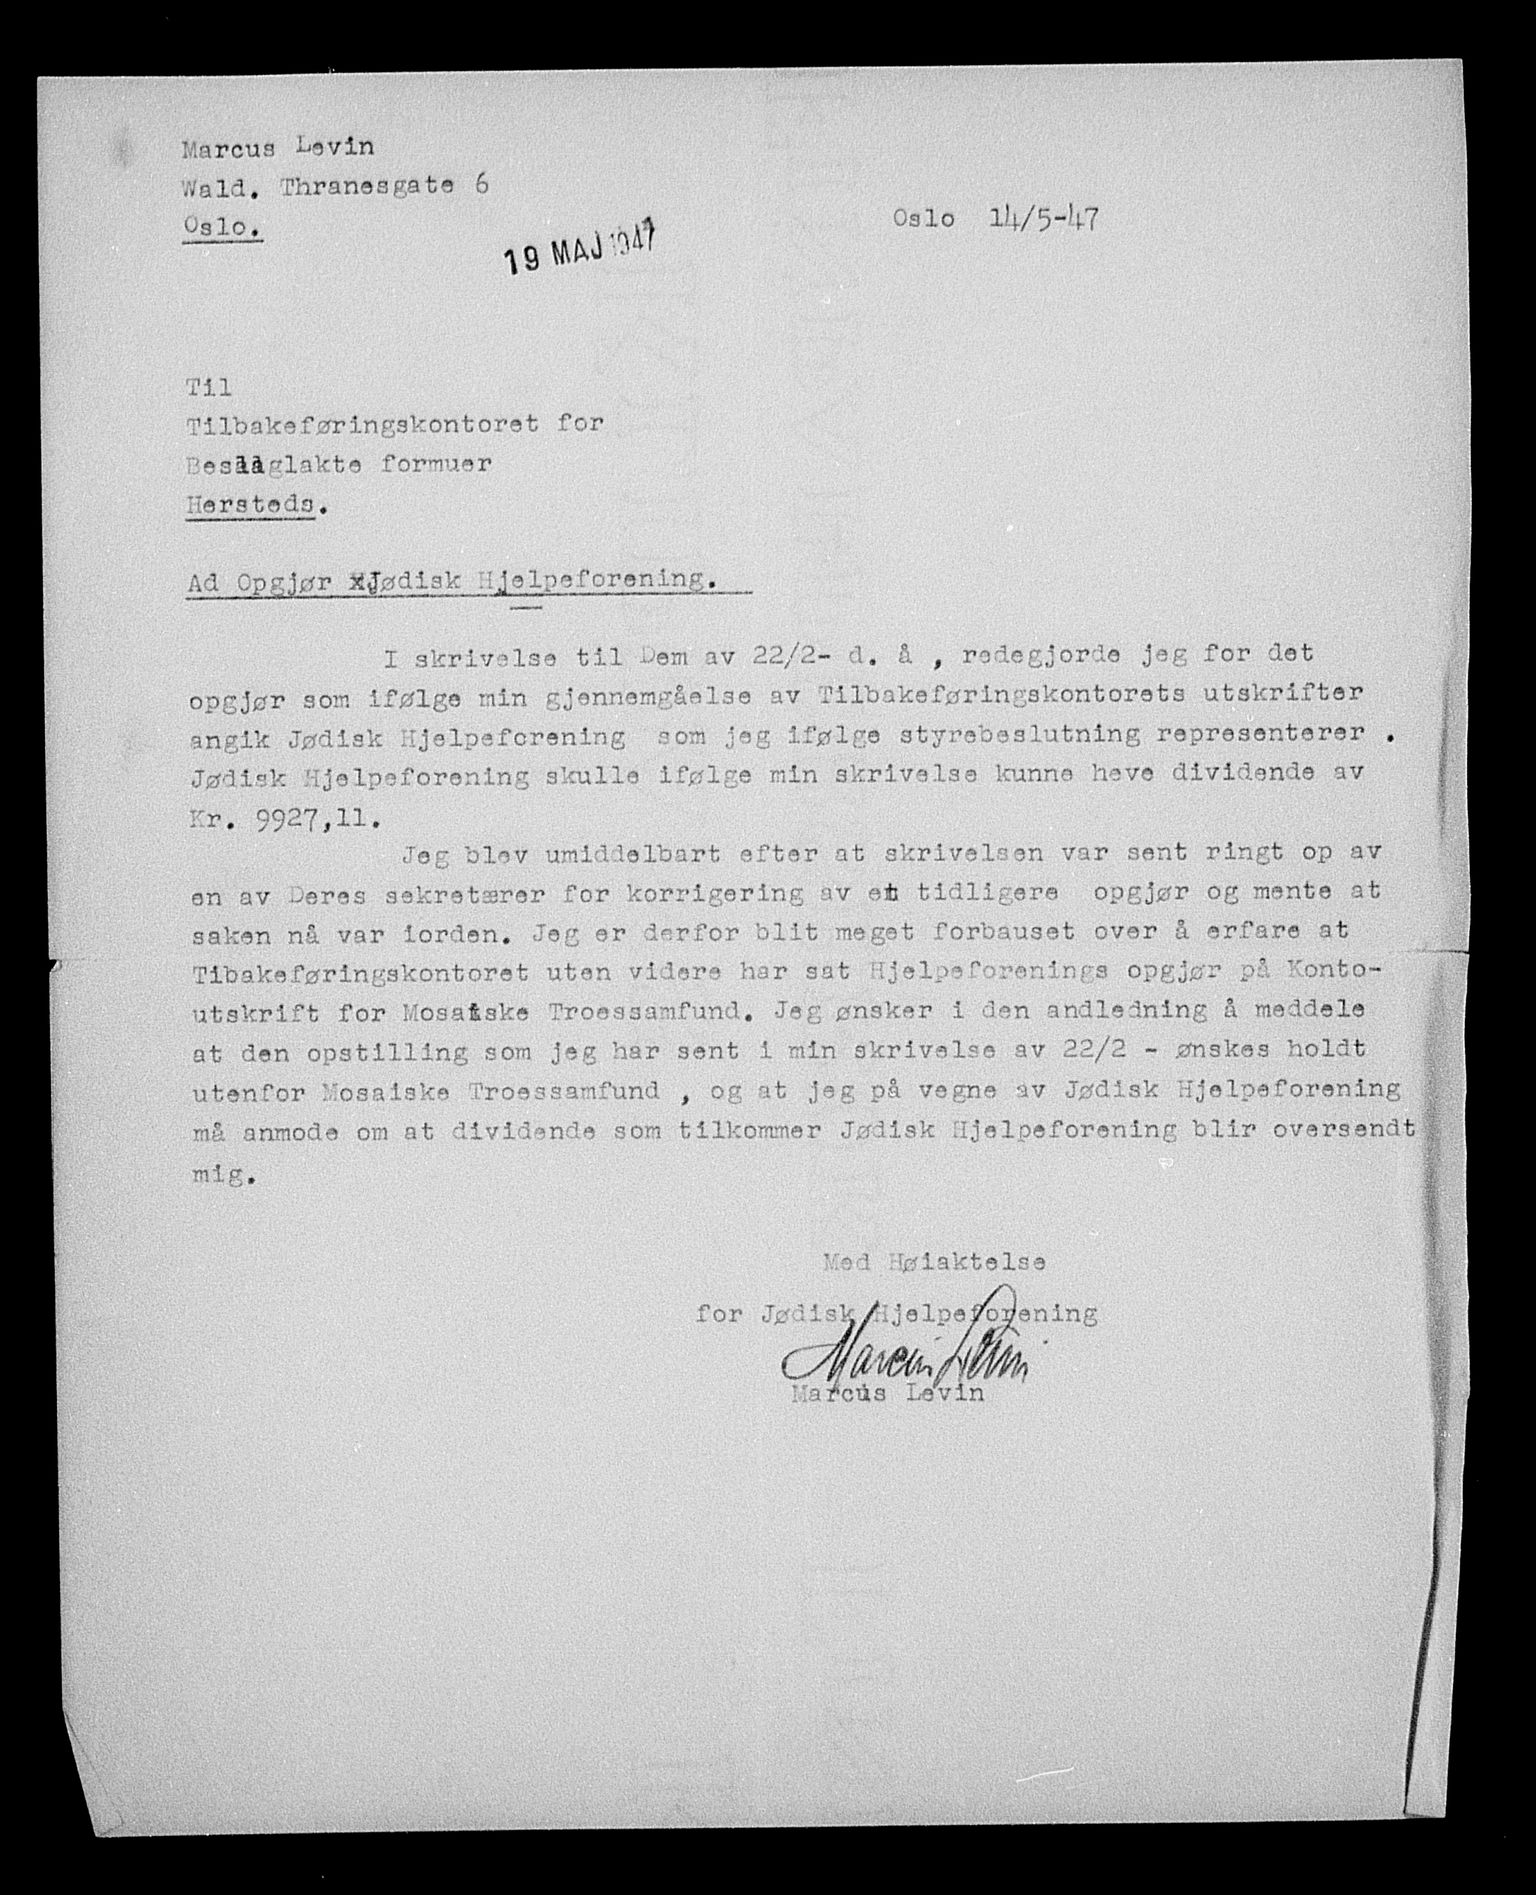 Marcus Levin
Wald. Thranesgate 6
Oslo.
Oslo 14/5-47
19 MAJ 1947
Til
Tilbakeføringskontoret for
Beslaglakte formuer
Hersteds.
Ad Opgjør Jødisk Hjelpeforening.
I skrivelse til Dem av 22/2- d. å , redegjorde jeg for det
opgjør som ifølge min gjennemgåelse av Tilbakeføringskontorets utskrifter
angik Jødisk Hjelpeforening som jeg ifølge styrebeslutning representerer .
Jødisk Hjelpeforening skulle ifølge min skrivelse kunne heve dividende av
Kr. 9927,11.
Jeg blev umiddelbart efter at skrivelsen var sent ringt op av
en av Deres sekretærer for korrigering av et tidligere opgjør og mente at
saken nå var iorden. Jeg er derfor blit meget forbauset over å erfare at
Tibakeføringskontoret uten videre har sat Hjelpeforenings opgjør på Konto-
utskrift for Mosaiske Troessamfund. Jeg ønsker i den andledning å meddele
at den opstilling som jeg har sent i min skrivelse av 22/2 - ønskes holdt
utenfor Mosaiske Troessamfund , og at jeg på vegne av Jødisk Hjelpeforening
må anmode om at dividende som tilkommer Jødisk Hjelpeforening blir oversendt
mig.
Med Høiaktelse
for Jødisk Hjelpeforening
Marcus Levin
Marcus Levin